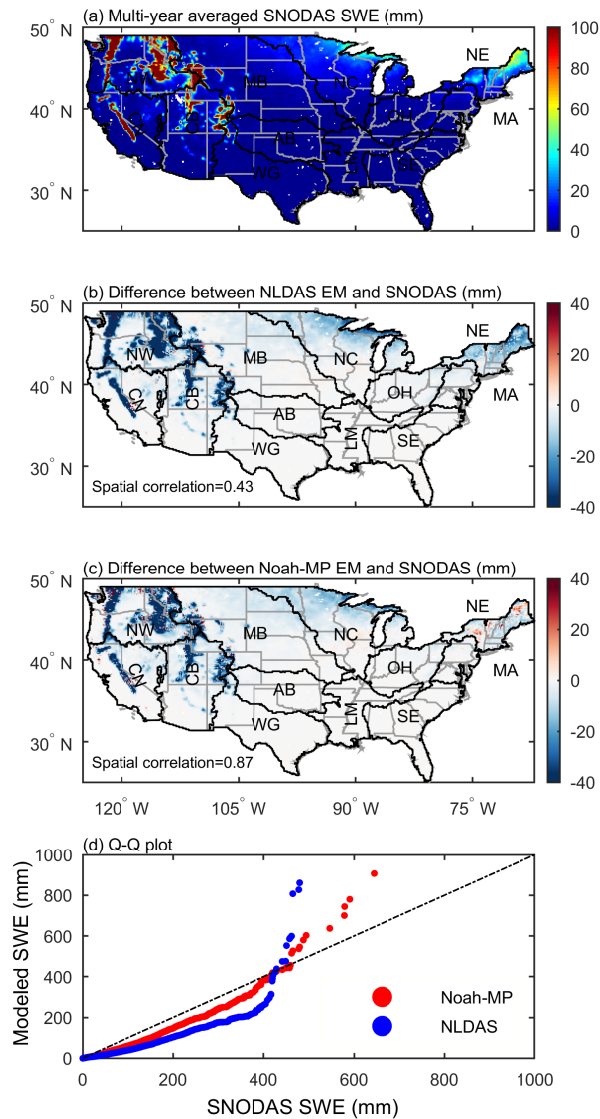 (a) Multi-year averaged SNODAS SWE (mm)
50° N
40° N
30° N
NW
MB
NC
NE
CN
CB
OH
MA
AB
LM
SE
WG
100
80
60
40
20
0
(b) Difference between NLDAS EM and SNODAS (mm)
50° N
40° N
30° N
NW
MB
NC
NE
CN
CB
OH
MA
AB
LM
SE
WG
Spatial correlation=0.43
40
20
0
-20
-40
(c) Difference between Noah-MP EM and SNODAS (mm)
50° N
40° N
30° N
NW
MB
NC
NE
CN
CB
OH
MA
AB
LM
SE
WG
Spatial correlation=0.87
40
20
0
-20
-40
120° W 105° W 90° W 75° W
(d) Q-Q plot
Modeled SWE (mm)
1000
800
600
400
200
0
Noah-MP
NLDAS
0 200 400 600 800 1000
SNODAS SWE (mm)